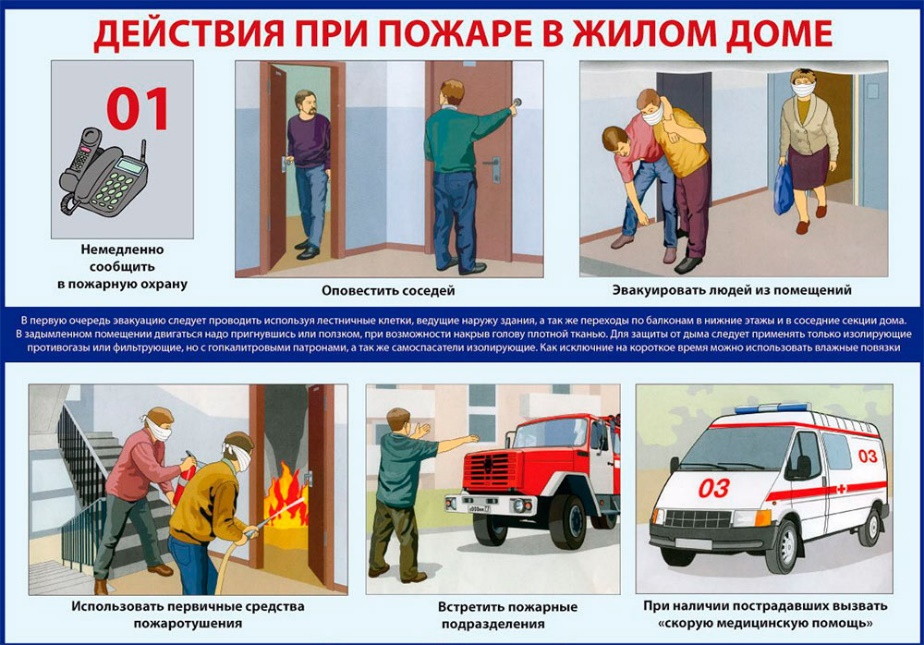 ДЕЙСТВИЯ ПРИ ПОЖАРЕ В ЖИЛОМ ДОМЕ
01
Немедленно
сообщить
в пожарную охрану
Оповестить соседей
Эвакуировать людей из помещений
В первую очередь эвакуацию следует проводить используя лестничные клетки, ведущие наружу здания, а так же переходы по балконам в нижние этажы и в соседние секции дома.
В задымленном помещении двигаться надо пригнувшись или ползком, при возможности накрыв голову плотной тканью. Для защиты от дыма следует применять только изолирующие
противогазы или фильтрующие, но с гопкалитровыми патронами, а так же самоспасатели изолирующие. Как исключние на короткое время можно использовать влажные повязки
Использовать первичные средства
пожаротушения
Встретить пожарные
подразделения
03
03
При наличии пострадавших вызвать
«скорую медицинскую помощь»